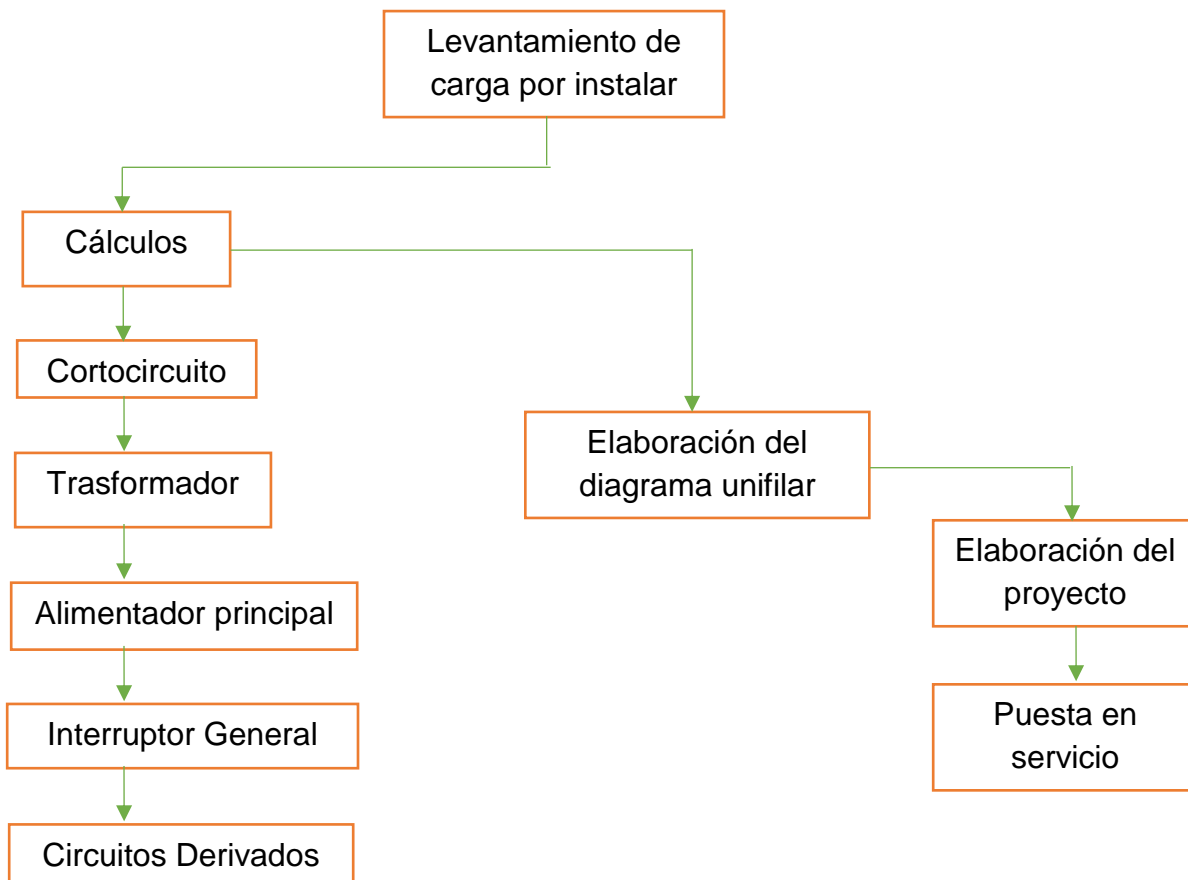 Levantamiento de
carga por instalar
Cálculos
Cortocircuito
Trasformador
Alimentador principal
Interruptor General
Circuitos Derivados
Elaboración del
diagrama unifilar
Elaboración del
proyecto
Puesta en
servicio